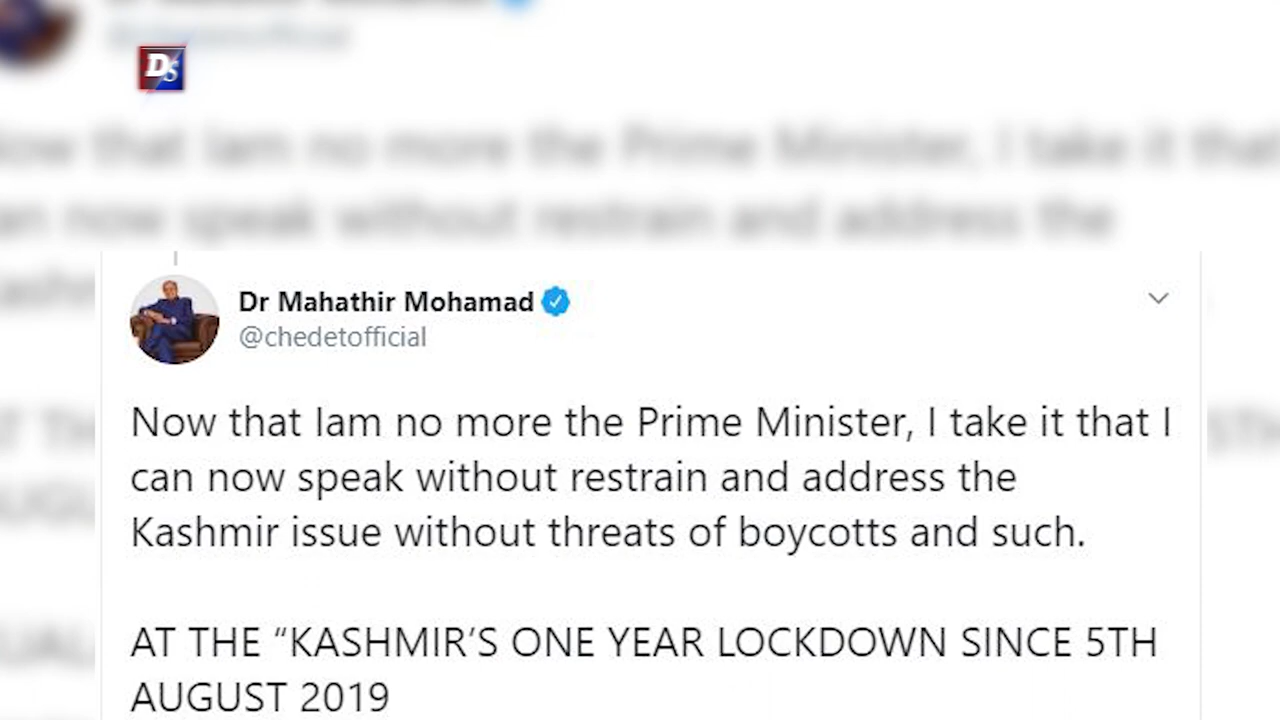 DS
Dr Mahathir Mohamad
@chedetofficial
Now that Iam no more the Prime Minister, I take it that I
can now speak without restrain and address the
Kashmir issue without threats of boycotts and such.
AT THE “KASHMIR’S ONE YEAR LOCKDOWN SINCE 5TH
AUGUST 2019